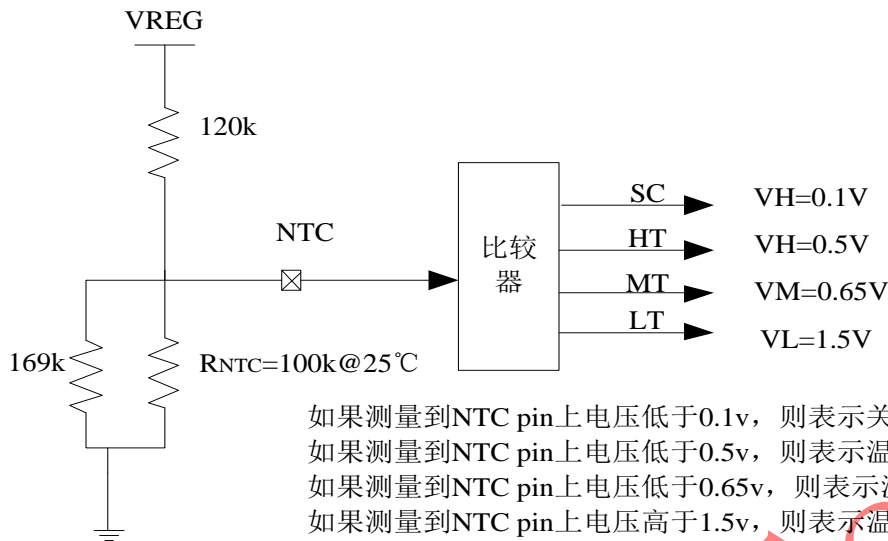 VREG
120k
NTC
SC
VH=0.1V
HT
VH=0.5V
比较
器
MT
VM=0.65V
LT
VL=1.5V
169k
RNTC=100k@25℃
如果测量到NTC pin上电压低于0.1v，则表示关
如果测量到NTC pin上电压低于0.5v，则表示温
如果测量到NTC pin上电压低于0.65v，则表示
如果测量到NTC pin上电压高于1.5v，则表示温